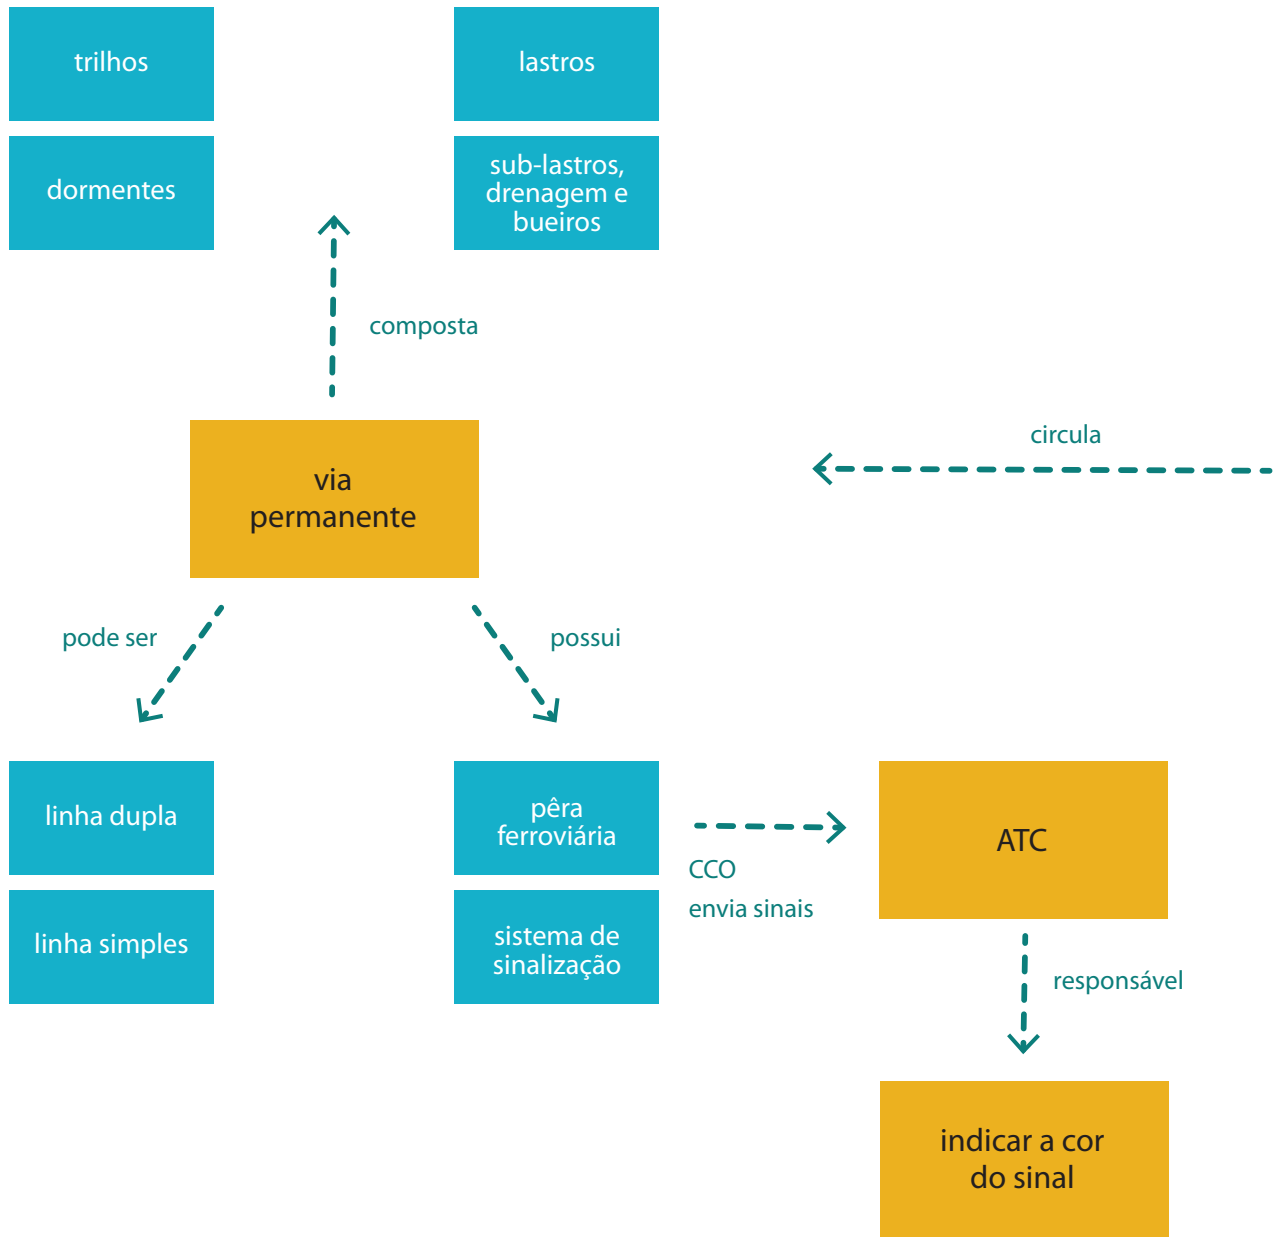 trilhos
lastros
dormentes
sub-lastros,
drenagem e
bueiros
composta
circula
via
permanente
pode ser
possui
linha dupla
pêra
ferroviária
ATC
CCO
envia sinais
linha simples
sistema de
sinalização
responsável
indicar a cor
do sinal